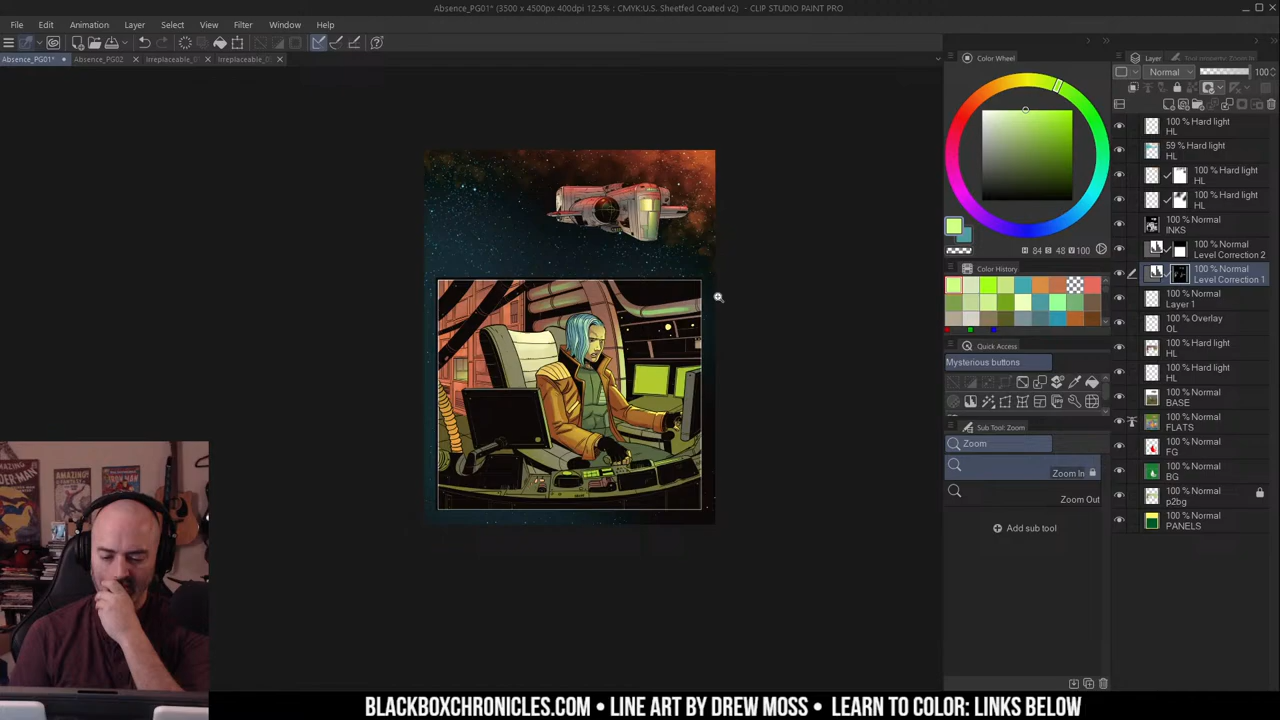 Absence_PG01* (3500 x 4500px 400dpi 12.5% : CMYK:U.S. Sheetfed Coated v2) - CLIP STUDIO PAINT PRO
File Edit Animation Layer Select View Filter Window Help
Absence_PG01* Absence_PG02 Irreplaceable_0 Irreplaceable_0
Color Wheel
H 84 S 48 V 100
Color History
Quick Access
Mysterious buttons
Sub Tool: Zoom
Zoom
Zoom In
Zoom Out
Add sub tool
Layer
Normal 100
100 % Hard light
HL
59 % Hard light
HL
100 % Hard light
HL
100 % Hard light
HL
100 % Normal
INKS
100 % Normal
Level Correction 2
100 % Normal
Level Correction 1
100 % Normal
Layer 1
100 % Overlay
OL
100 % Hard light
HL
100 % Hard light
HL
100 % Normal
BASE
100 % Normal
FLATS
100 % Normal
FG
100 % Normal
BG
100 % Normal
p2bg
100 % Normal
PANELS
AMAZING
BLACKBOXCHRONICLES.COM • LINE ART BY DREW MOSS • LEARN TO COLOR: LINKS BELOW